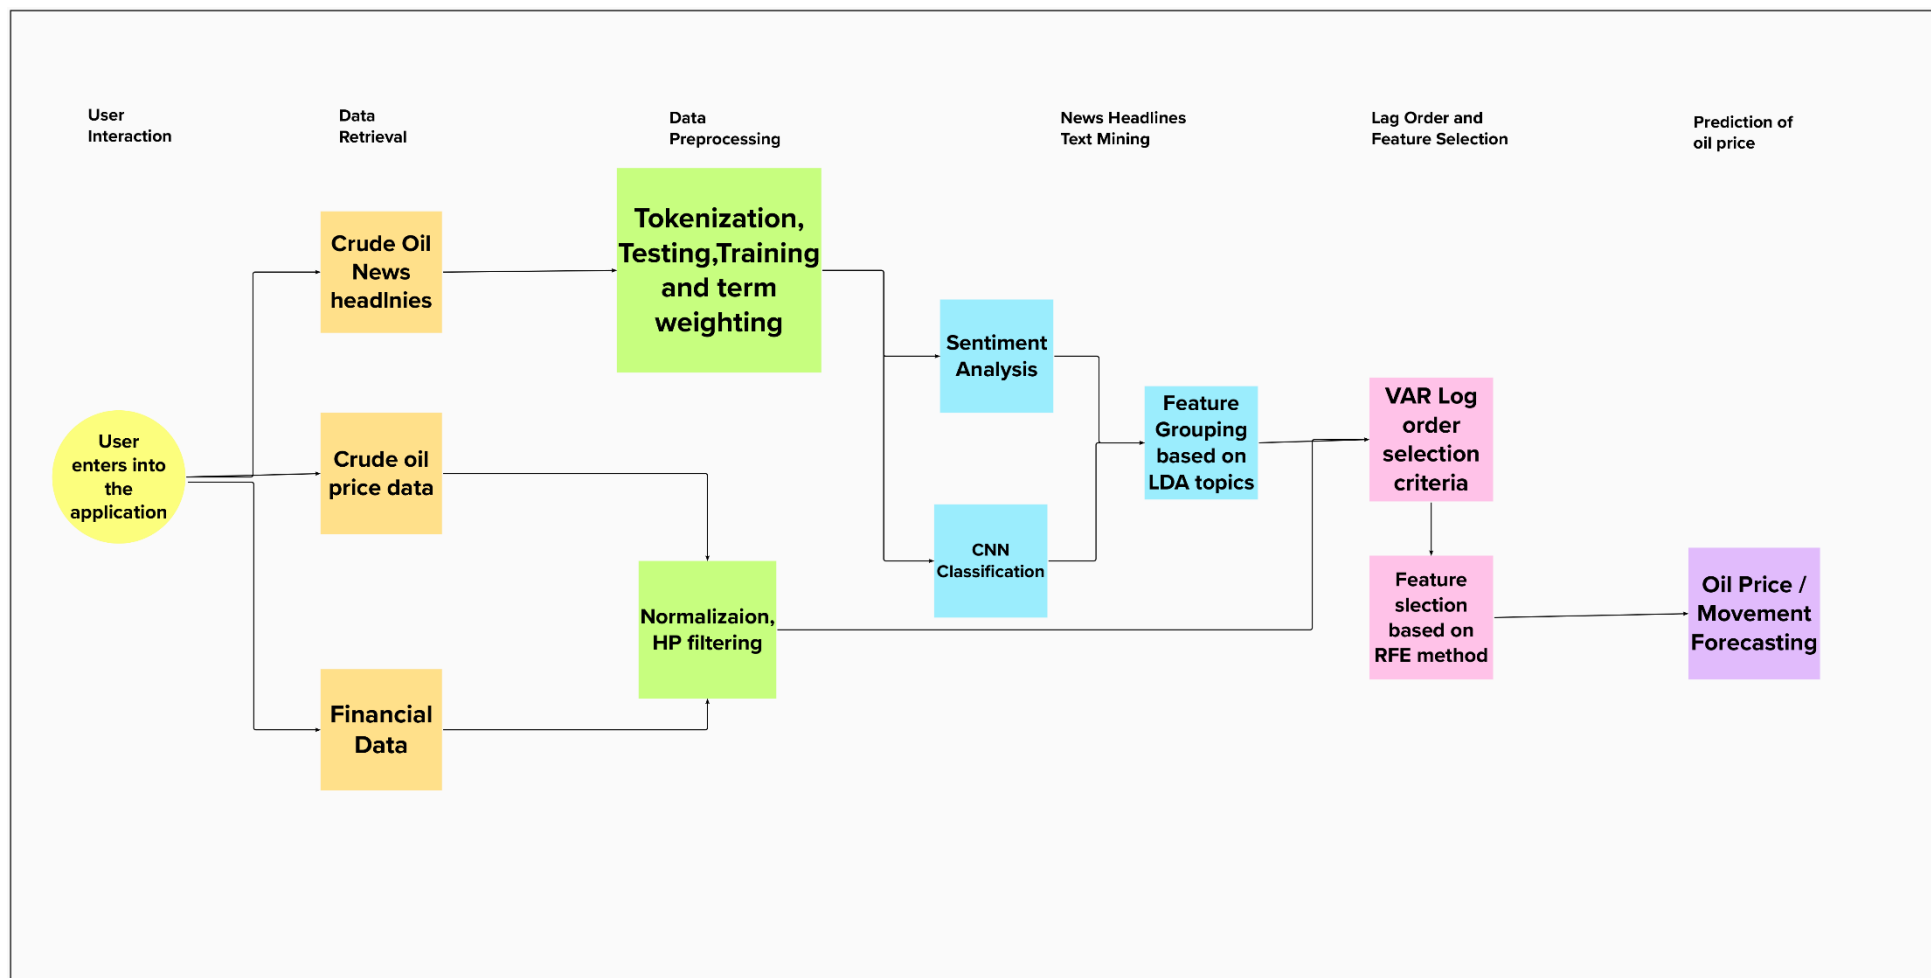 User
Interaction
Data
Retrieval
Data
Preprocessing
News Headlines
Text Mining
Lag Order and
Feature Selection
Prediction of
oil price
User
enters into
the
application
Crude Oil
News
headlnies
Crude oil
price data
Financial
Data
Tokenization,
Testing,Training
and term
weighting
Normalizaion,
HP filtering
Sentiment
Analysis
CNN
Classification
Feature
Grouping
based on
LDA topics
VAR Log
order
selection
criteria
Feature
slection
based on
RFE method
Oil Price /
Movement
Forecasting